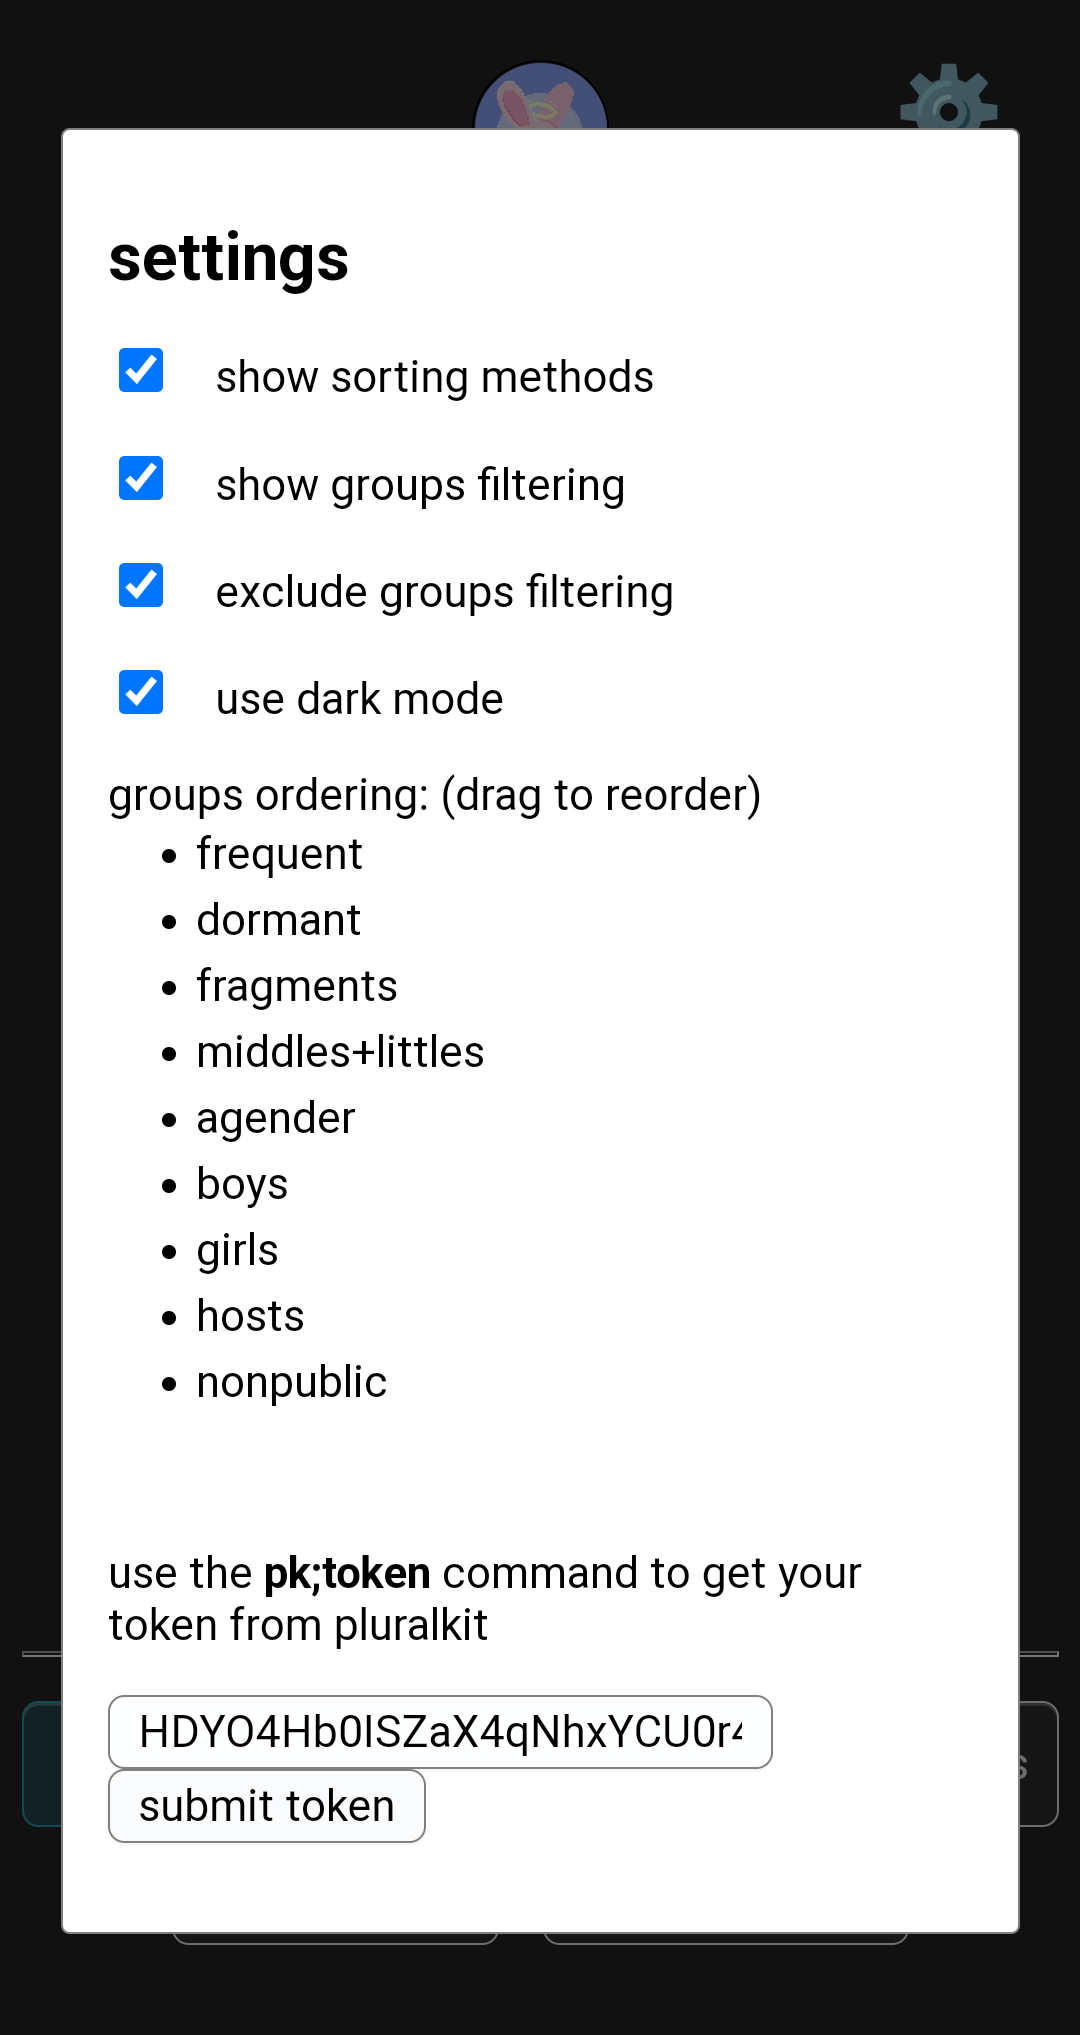 settings
show sorting methods
show groups filtering
exclude groups filtering
use dark mode
groups ordering: (drag to reorder)
frequent
dormant
fragments
middles+littles
agender
boys
girls
hosts
nonpublic
use the pk;token command to get your
token from pluralkit
HDYO4Hb0ISZaX4qNhxYCU0r4
submit token
s